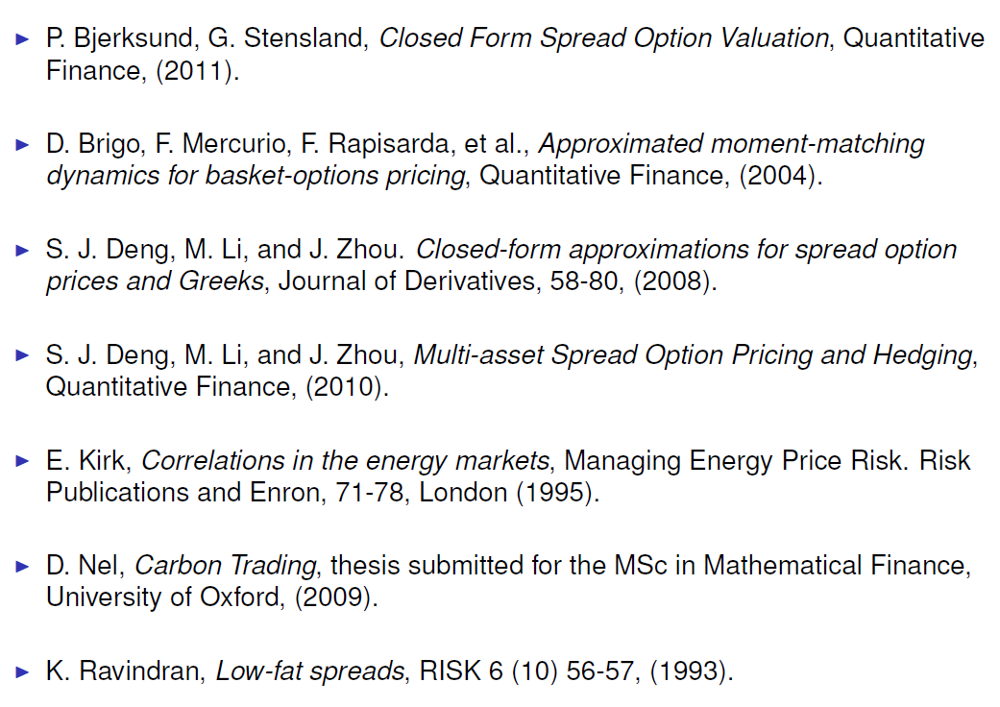 ► P. Bjerksund, G. Stensland, Closed Form Spread Option Valuation, Quantitative
Finance, (2011).
► D. Brigo, F. Mercurio, F. Rapisarda, et al., Approximated moment-matching
dynamics for basket-options pricing, Quantitative Finance, (2004).
► S. J. Deng, M. Li, and J. Zhou. Closed-form approximations for spread option
prices and Greeks, Journal of Derivatives, 58-80, (2008).
► S. J. Deng, M. Li, and J. Zhou, Multi-asset Spread Option Pricing and Hedging,
Quantitative Finance, (2010).
► E. Kirk, Correlations in the energy markets, Managing Energy Price Risk. Risk
Publications and Enron, 71-78, London (1995).
► D. Nel, Carbon Trading, thesis submitted for the MSc in Mathematical Finance,
University of Oxford, (2009).
► K. Ravindran, Low-fat spreads, RISK 6 (10) 56-57, (1993).